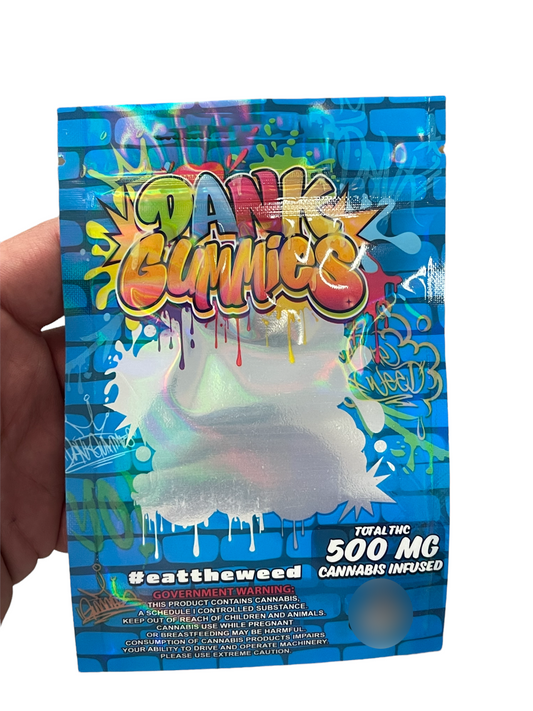 DANK
GUMMIES
WEED
DANKGUMMIES
#eattheweed
TOTAL THC
500 MG
CANNABIS INFUSED
GOVERNMENT WARNING:
THIS PRODUCT CONTAINS CANNABIS,
A SCHEDULE I CONTROLLED SUBSTANCE.
KEEP OUT OF REACH OF CHILDREN AND ANIMALS.
CANNABIS USE WHILE PREGNANT
OR BREASTFEEDING MAY BE HARMFUL.
CONSUMPTION OF CANNABIS PRODUCTS IMPAIRS
YOUR ABILITY TO DRIVE AND OPERATE MACHINERY.
PLEASE USE EXTREME CAUTION.